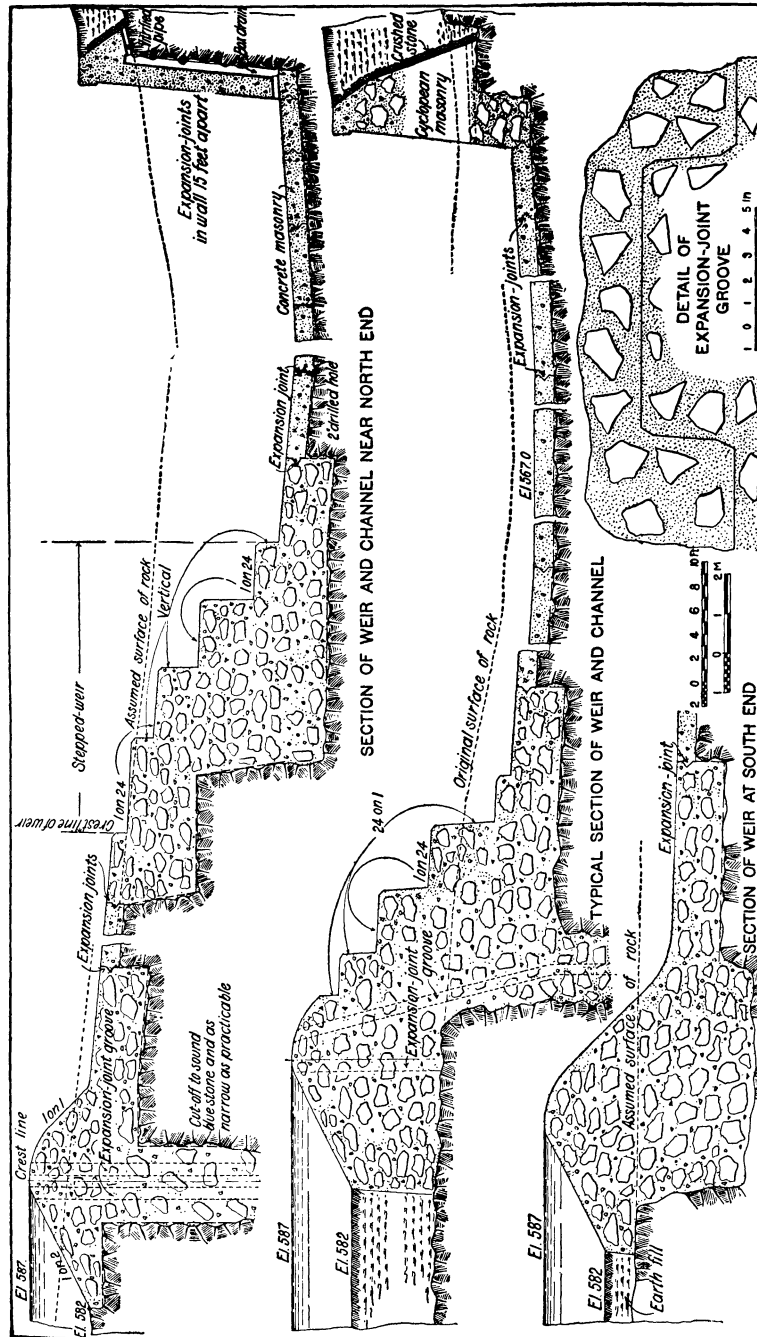 El 587.
Crest line
1 on 2
El. 582
1 on 1
Expansion-joint groove
Cut-off to sound
blue stone and as
narrow as practicable
Expansion joints
Crest line of weir
Stepped-weir
1 on 24
Assumed surface of rock
Vertical
1 on 24
Expansion joint
2" drilled hole
Concrete masonry
Expansion-joints
in wall 15 feet apart
pipe
drain
SECTION OF WEIR AND CHANNEL NEAR NORTH END
El 587
El 582
Expansion-joint
groove
24 on 1
1 on 24
Original surface of rock
El 567.0
Expansion-joints
Cyclopean
masonry
Crushed
stone
TYPICAL SECTION OF WEIR AND CHANNEL
El 587
El 582
Earth fill
Assumed surface of rock
Expansion-joint
SECTION OF WEIR AT SOUTH END
2 0 2 4 6 8 10 Ft
1 0 1 2 M
DETAIL OF
EXPANSION-JOINT
GROOVE
1 0 1 2 3 4 5 In